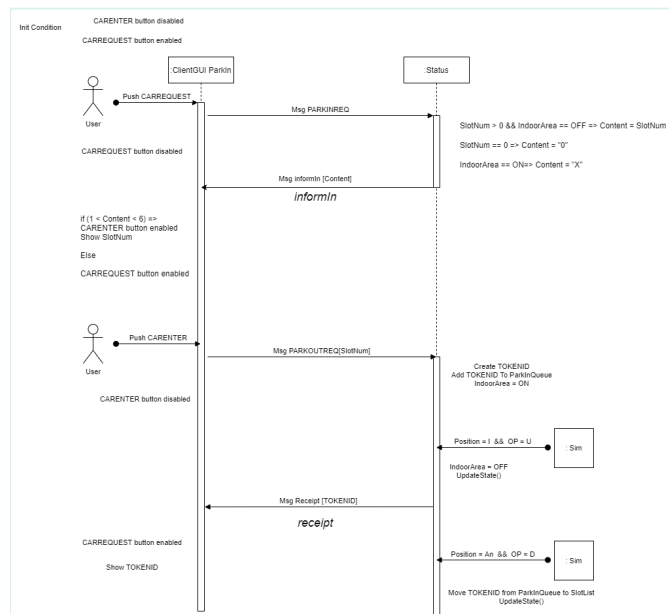 CARENTER button disabled
Init Condition
CARREQUEST button enabled
:ClientGUI ParkIn
:Status
Push CARREQUEST
Msg PARKINREQ
User
SlotNum > 0 && IndoorArea == OFF => Content = SlotNum
SlotNum == 0 => Content = "0"
IndoorArea == ON=> Content = "X"
CARREQUEST button disabled
Msg informIn [Content]
informIn
if (1 < Content < 6) =>
CARENTER button enabled
Show SlotNum
Else
CARREQUEST button enabled
Push CARENTER
Msg PARKOUTREQ[SlotNum]
User
Create TOKENID
Add TOKENID To ParkInQueue
IndoorArea = ON
CARENTER button disabled
Position = I && OP = U
: Sim
IndoorArea = OFF
UpdateState()
Msg Receipt [TOKENID]
receipt
CARREQUEST button enabled
Position = An && OP = D
: Sim
Show TOKENID
Move TOKENID from ParkInQueue to SlotList
UpdateState()